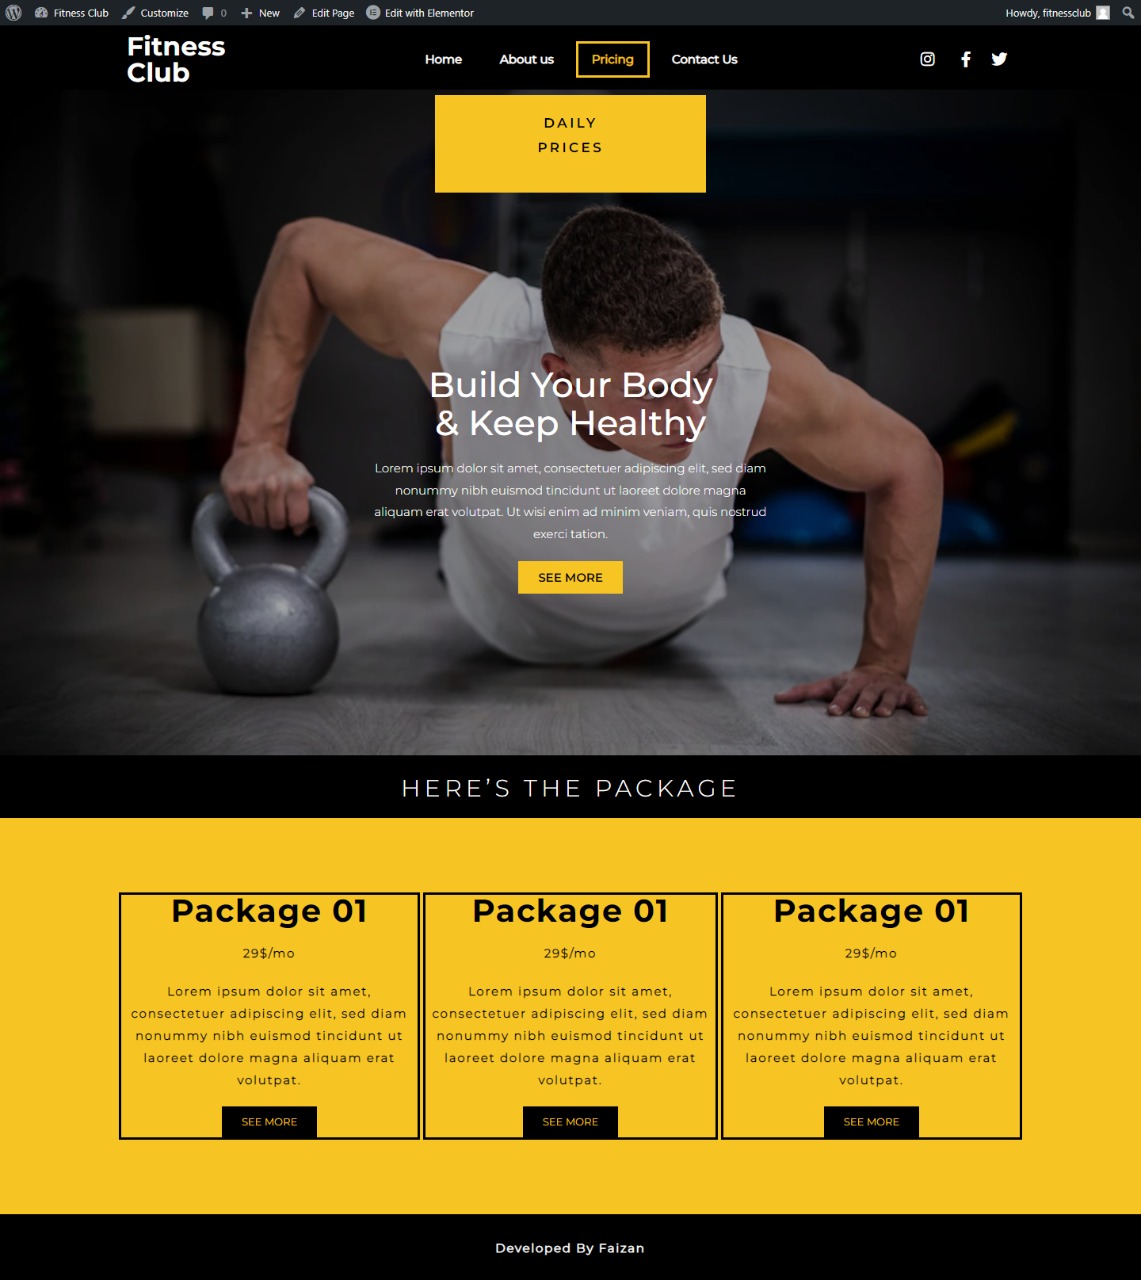 Fitness Club Customize 0 New Edit Page Edit with Elementor Howdy, fitnessclub
Fitness
Club
Home About us Pricing Contact Us
DAILY
PRICES
Build Your Body
& Keep Healthy
Lorem ipsum dolor sit amet, consectetuer adipiscing elit, sed diam
nonummy nibh euismod tincidunt ut laoreet dolore magna
aliquam erat volutpat. Ut wisi enim ad minim veniam, quis nostrud
exerci tation.
SEE MORE
HERE’S THE PACKAGE
Package 01
29$/mo
Lorem ipsum dolor sit amet,
consectetuer adipiscing elit, sed diam
nonummy nibh euismod tincidunt ut
laoreet dolore magna aliquam erat
volutpat.
SEE MORE
Package 01
29$/mo
Lorem ipsum dolor sit amet,
consectetuer adipiscing elit, sed diam
nonummy nibh euismod tincidunt ut
laoreet dolore magna aliquam erat
volutpat.
SEE MORE
Package 01
29$/mo
Lorem ipsum dolor sit amet,
consectetuer adipiscing elit, sed diam
nonummy nibh euismod tincidunt ut
laoreet dolore magna aliquam erat
volutpat.
SEE MORE
Developed By Faizan